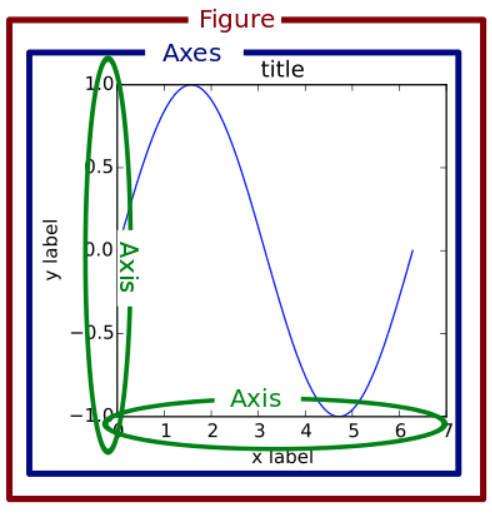 Figure
Axes
title
1.0
0.5
y label
0.0
Axis
−0.5
−1.0
Axis
0 1 2 3 4 5 6 7
x label